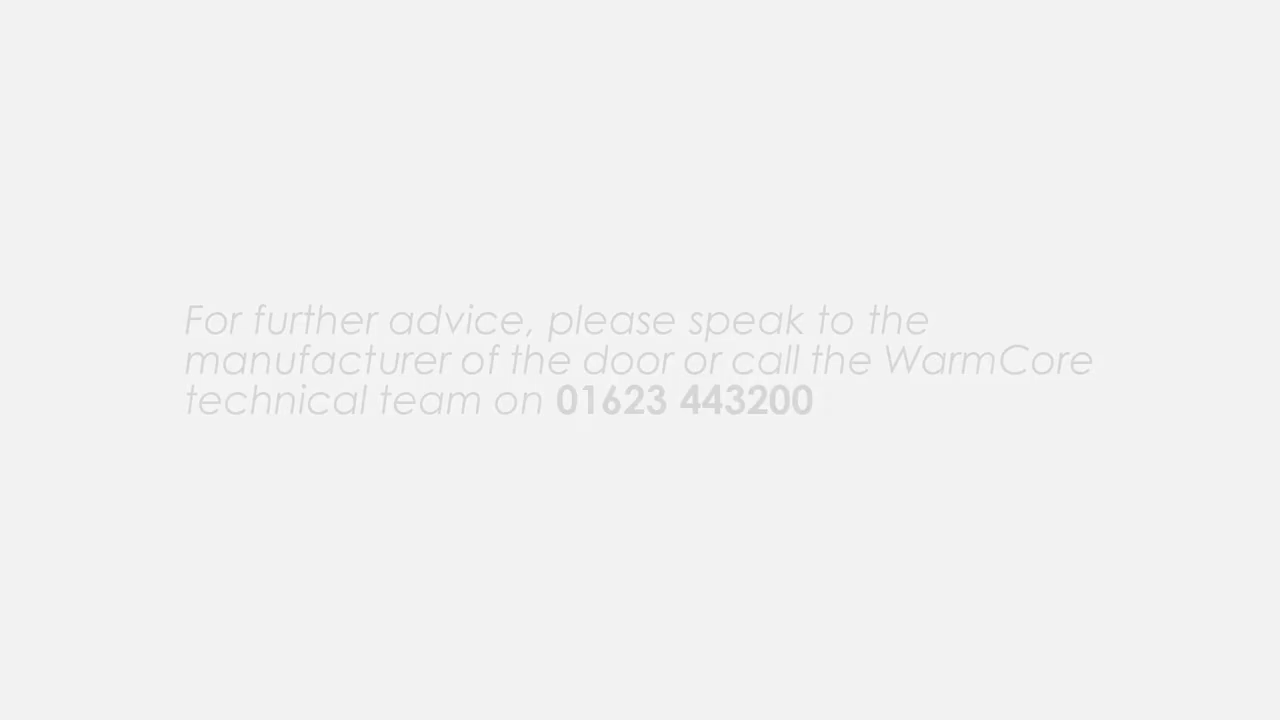 For further advice, please speak to the
manufacturer of the door or call the WarmCore
technical team on 01623 443200